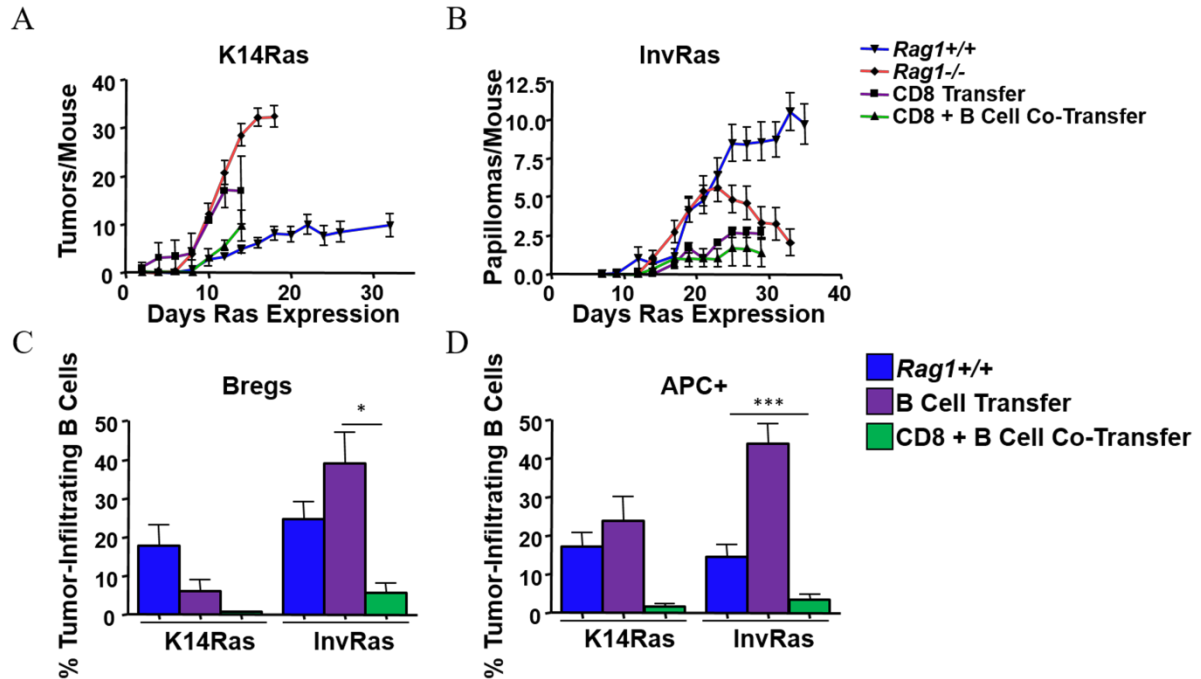 A
K14Ras
Tumors/Mouse
40
30
20
10
0
0
10
20
30
Days Ras Expression
B
InvRas
Papillomas/Mouse
10.0
7.5
5.0
2.5
0.0
0
10
20
30
40
Days Ras Expression
Rag1+/+
Rag1-/-
CD8 Transfer
CD8 + B Cell Co-Transfer
C
Bregs
% Tumor-Infiltrating B Cells
50
40
30
20
10
0
*
K14Ras
InvRas
D
APC+
% Tumor-Infiltrating B Cells
50
40
30
20
10
0
***
K14Ras
InvRas
Rag1+/+
B Cell Transfer
CD8 + B Cell Co-Transfer